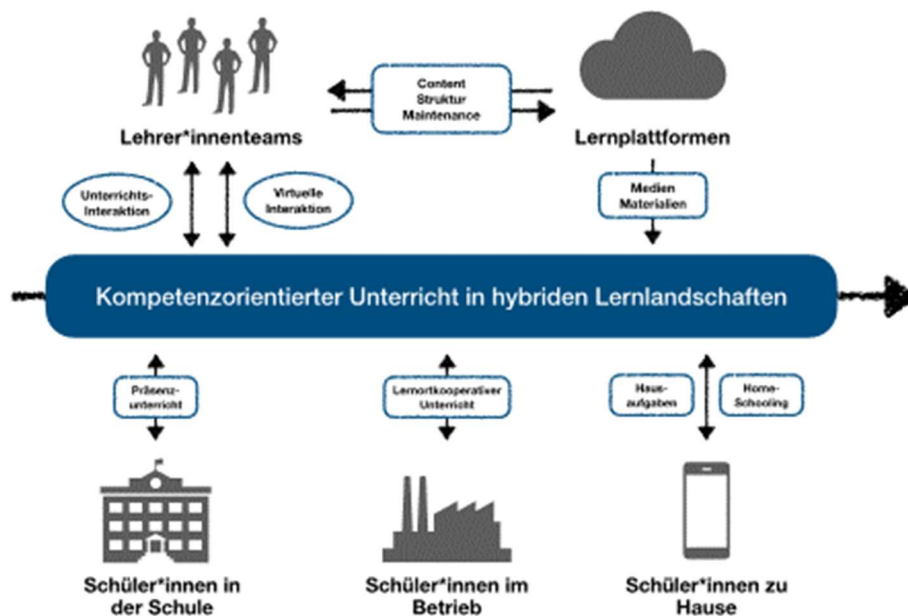 Content
Struktur
Maintenance
Lehrer*innenteams
Lernplattformen
Unterrichts-
Interaktion
Virtuelle
Interaktion
Medien
Materialien
Kompetenzorientierter Unterricht in hybriden Lernlandschaften
Präsenz-
unterricht
Lernortkooperativer
Unterricht
Haus-
aufgaben
Home-
Schooling
Schüler*innen in
der Schule
Schüler*innen im
Betrieb
Schüler*innen zu
Hause